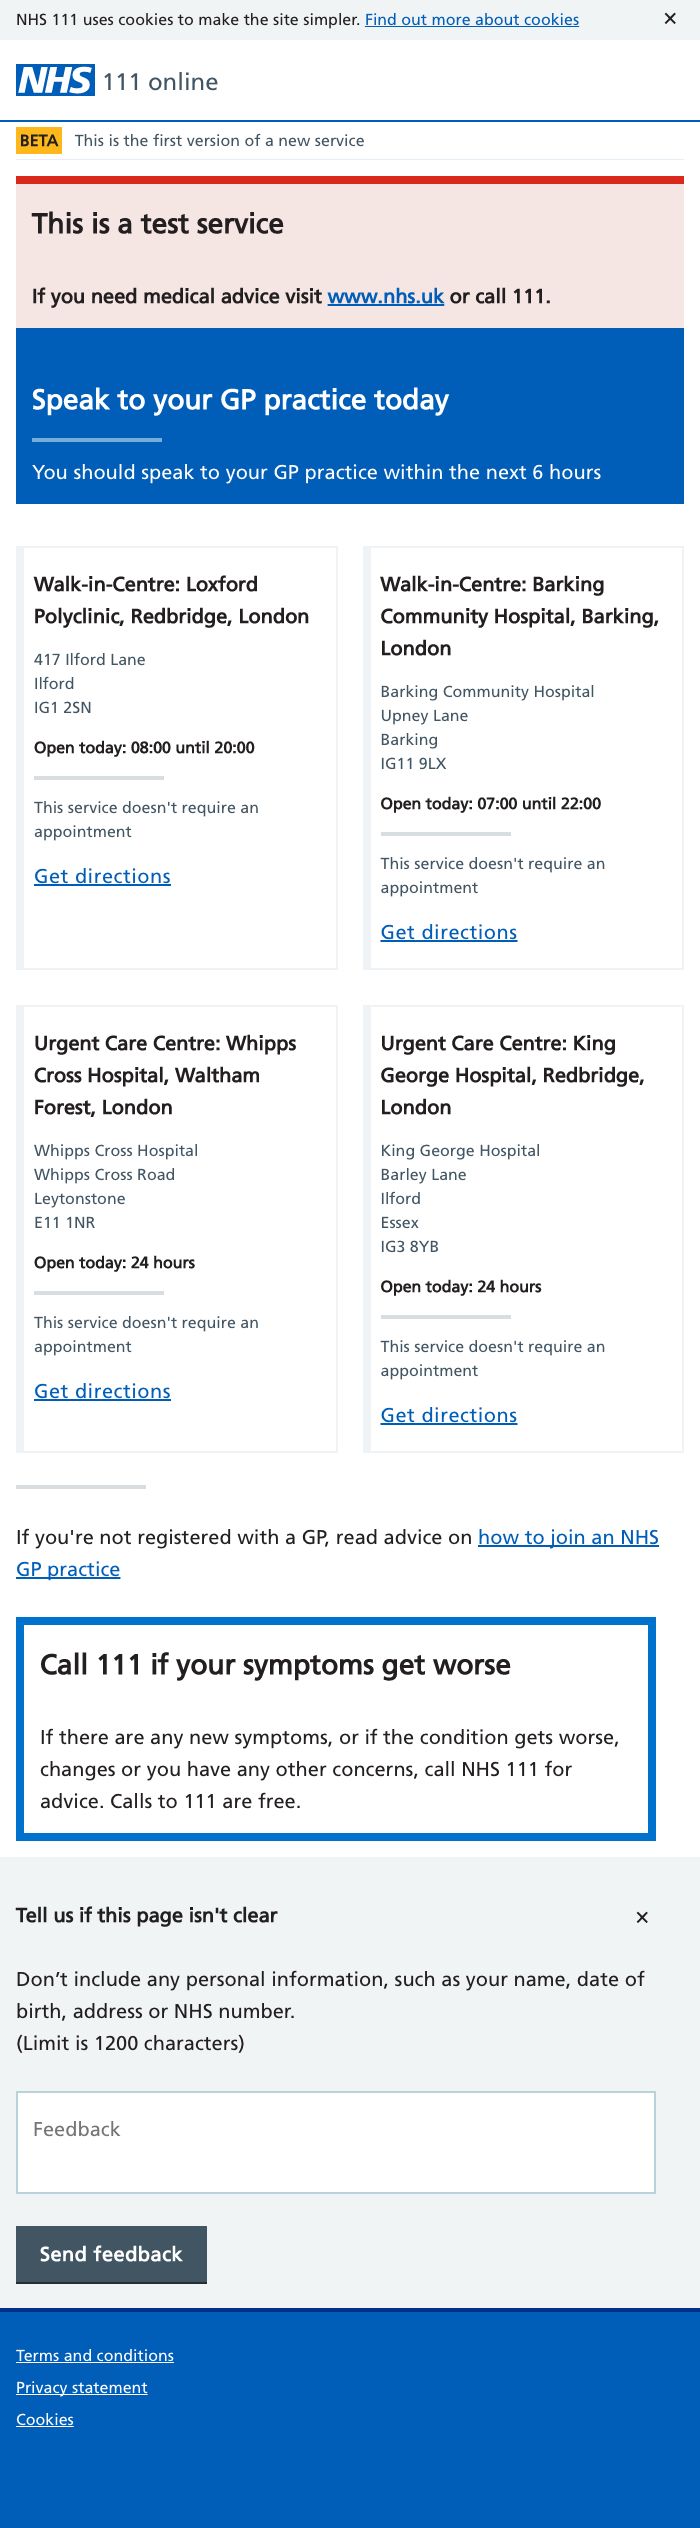 NHS 111 uses cookies to make the site simpler. Find out more about cookies ✕
NHS 111 online
BETA This is the first version of a new service
This is a test service
If you need medical advice visit www.nhs.uk or call 111.
Speak to your GP practice today
You should speak to your GP practice within the next 6 hours
Walk-in-Centre: Loxford
Polyclinic, Redbridge, London
417 Ilford Lane
Ilford
IG1 2SN
Open today: 08:00 until 20:00
This service doesn't require an
appointment
Get directions
Walk-in-Centre: Barking
Community Hospital, Barking,
London
Barking Community Hospital
Upney Lane
Barking
IG11 9LX
Open today: 07:00 until 22:00
This service doesn't require an
appointment
Get directions
Urgent Care Centre: Whipps
Cross Hospital, Waltham
Forest, London
Whipps Cross Hospital
Whipps Cross Road
Leytonstone
E11 1NR
Open today: 24 hours
This service doesn't require an
appointment
Get directions
Urgent Care Centre: King
George Hospital, Redbridge,
London
King George Hospital
Barley Lane
Ilford
Essex
IG3 8YB
Open today: 24 hours
This service doesn't require an
appointment
Get directions
If you're not registered with a GP, read advice on how to join an NHS
GP practice
Call 111 if your symptoms get worse
If there are any new symptoms, or if the condition gets worse,
changes or you have any other concerns, call NHS 111 for
advice. Calls to 111 are free.
Tell us if this page isn't clear ✕
Don’t include any personal information, such as your name, date of
birth, address or NHS number.
(Limit is 1200 characters)
Feedback
Send feedback
Terms and conditions
Privacy statement
Cookies